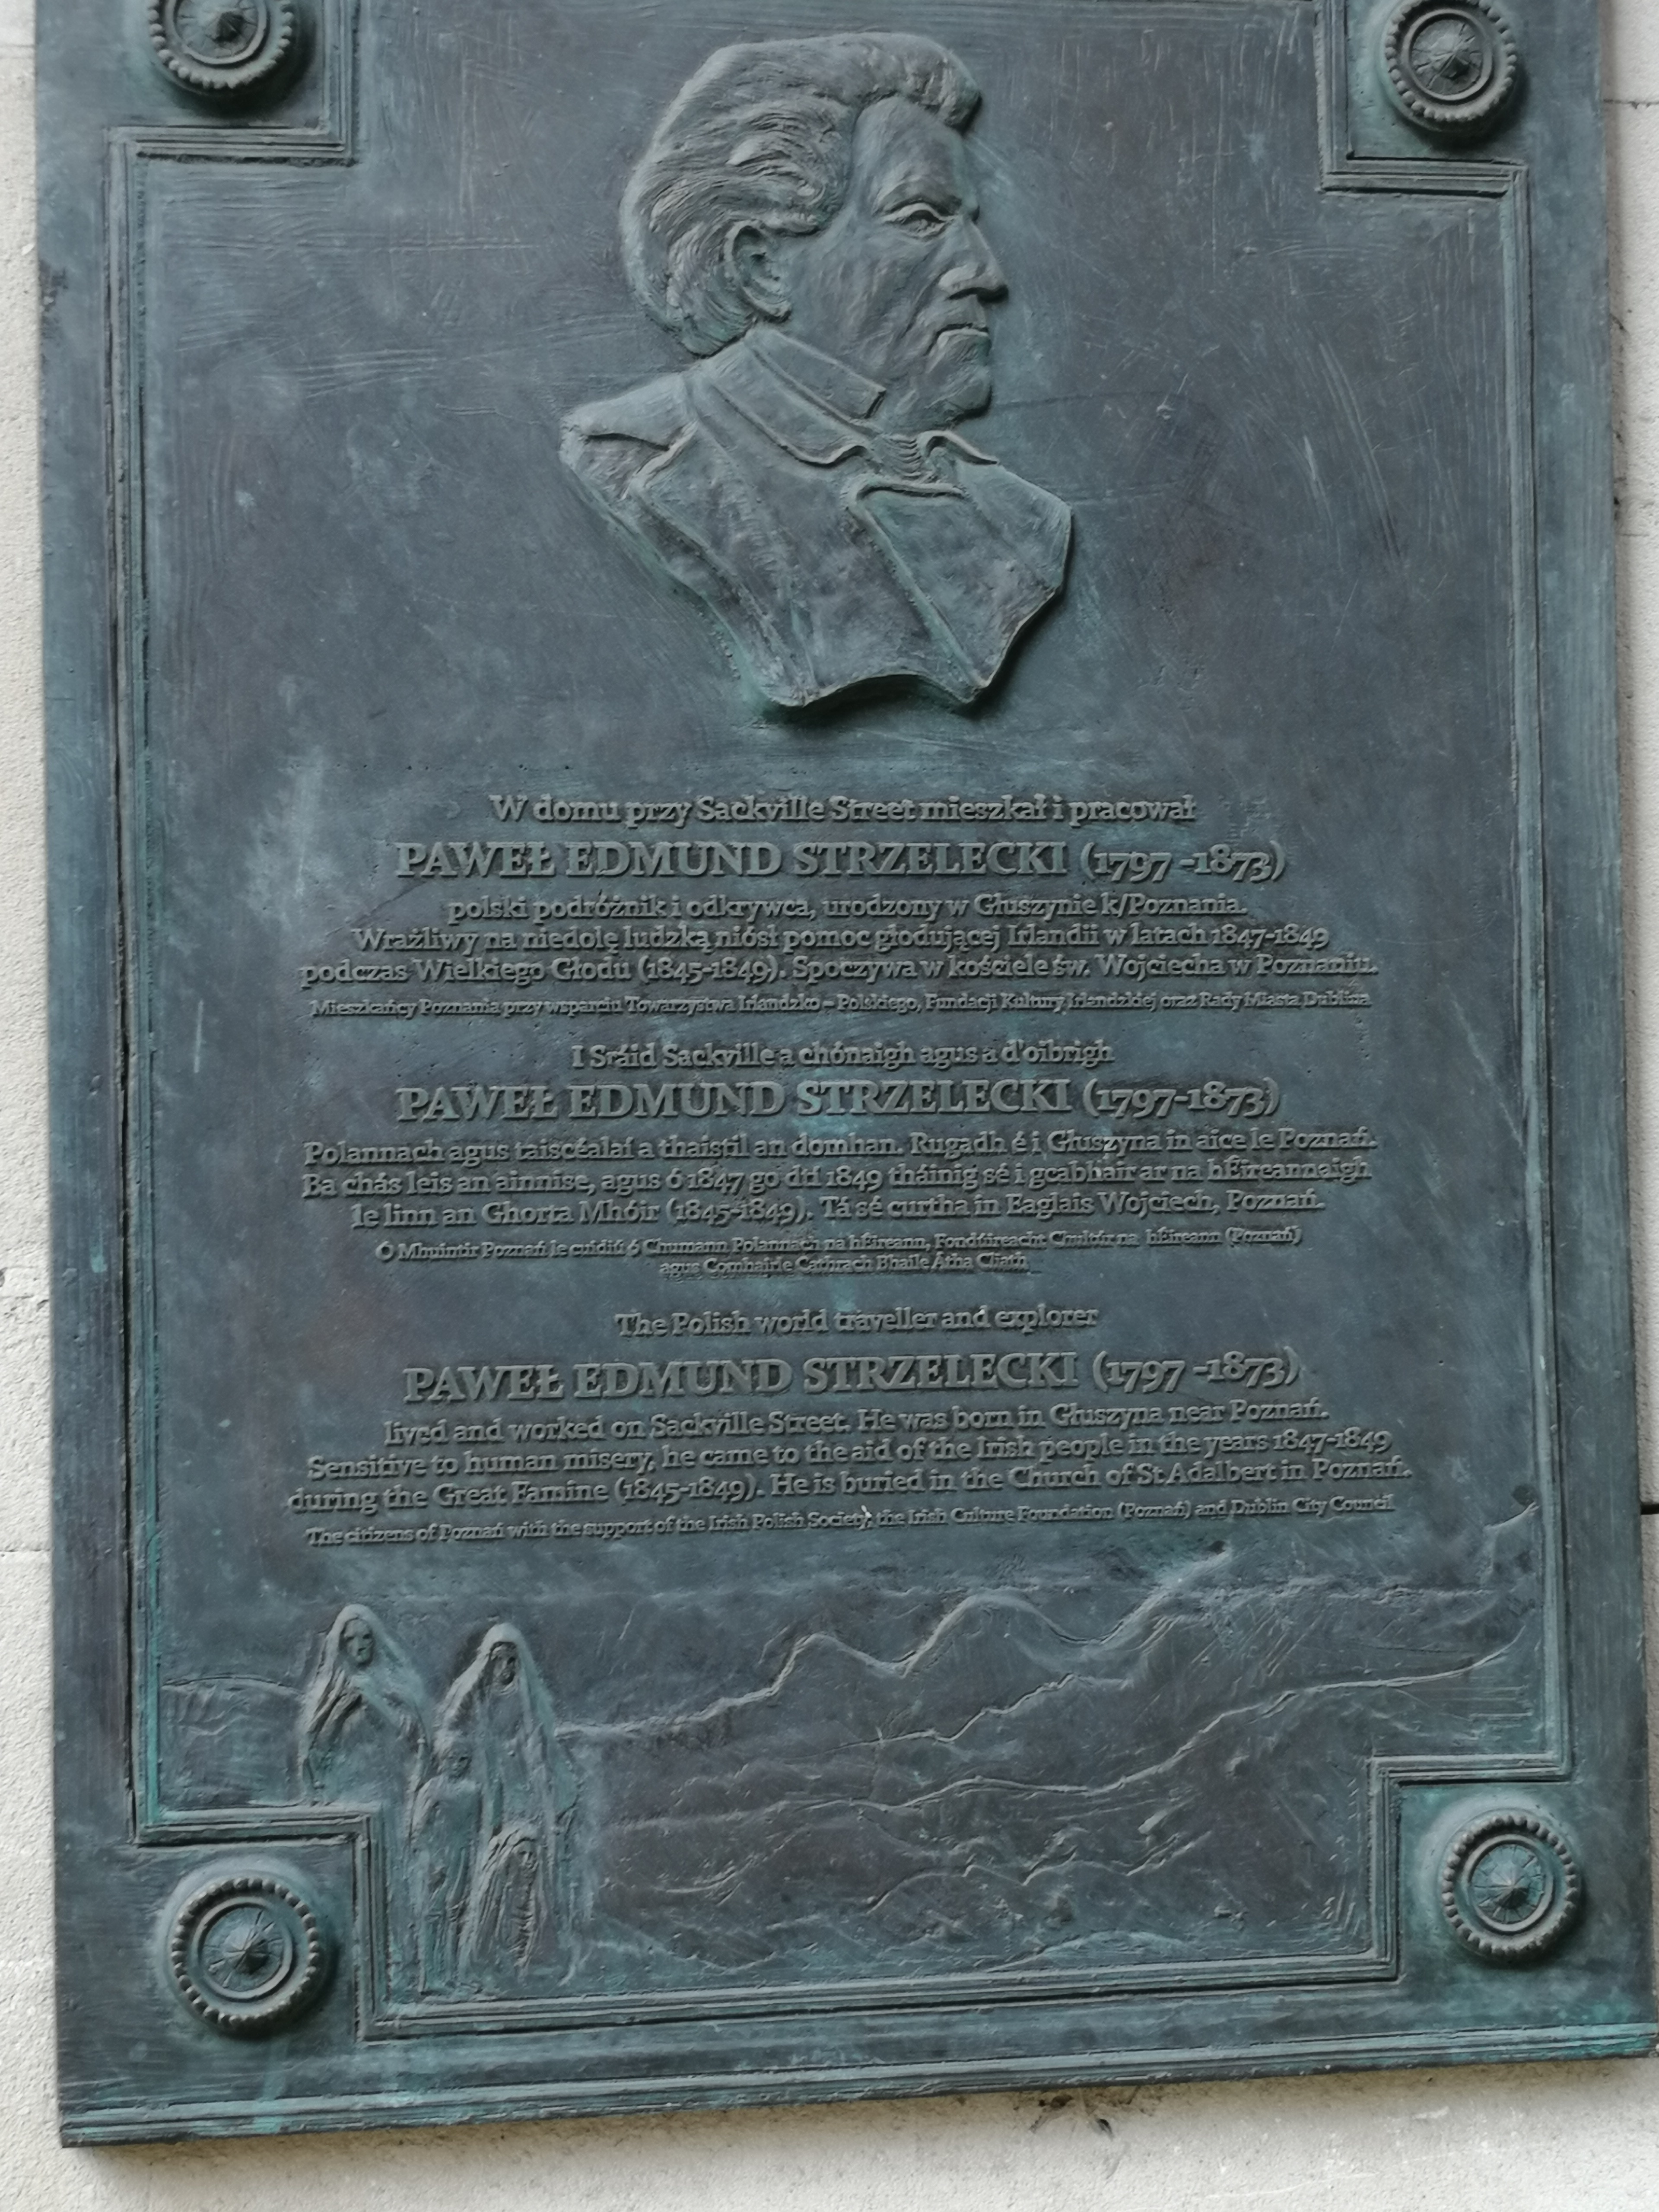 W domu przy Sackville Street mieszkał i pracował
PAWEŁ EDMUND STRZELECKI (1797 -1873)
polski podróżnik i odkrywca, urodzony w Głuszynie k/Poznania.
Wrażliwy na niedolę ludzką niósł pomoc głodującej Irlandii w latach 1847-1849
podczas Wielkiego Głodu (1845-1849). Spoczywa w kościele św. Wojciecha w Poznaniu.
Mieszkańcy Poznania przy wsparciu Towarzystwa Irlandzko - Polskiego, Fundacji Kultury Irlandzkiej oraz Rady Miasta Dublina
I Sráid Sackville a chónaigh agus a d'oibrigh
PAWEŁ EDMUND STRZELECKI (1797-1873)
Polannach agus taiscéalaí a thaistil an domhan. Rugadh é i Głuszyna in aice le Poznań.
Ba chás leis an ainnise, agus ó 1847 go dtí 1849 tháinig sé i gcabhair ar na hÉireannaigh
le linn an Ghorta Mhóir (1845-1849). Tá sé curtha in Eaglais Wojciech, Poznań.
Ó Mhuintir Poznań le cuidiú ó Chumann Polannach na hÉireann, Fondúireacht Chultúr na hÉireann (Poznań)
agus Comhairle Cathrach Bhaile Átha Cliath
The Polish world traveller and explorer
PAWEŁ EDMUND STRZELECKI (1797 -1873)
lived and worked on Sackville Street. He was born in Głuszyna near Poznań.
Sensitive to human misery, he came to the aid of the Irish people in the years 1847-1849
during the Great Famine (1845-1849). He is buried in the Church of St Adalbert in Poznań.
The citizens of Poznań with the support of the Irish Polish Society, the Irish Culture Foundation (Poznań) and Dublin City Council